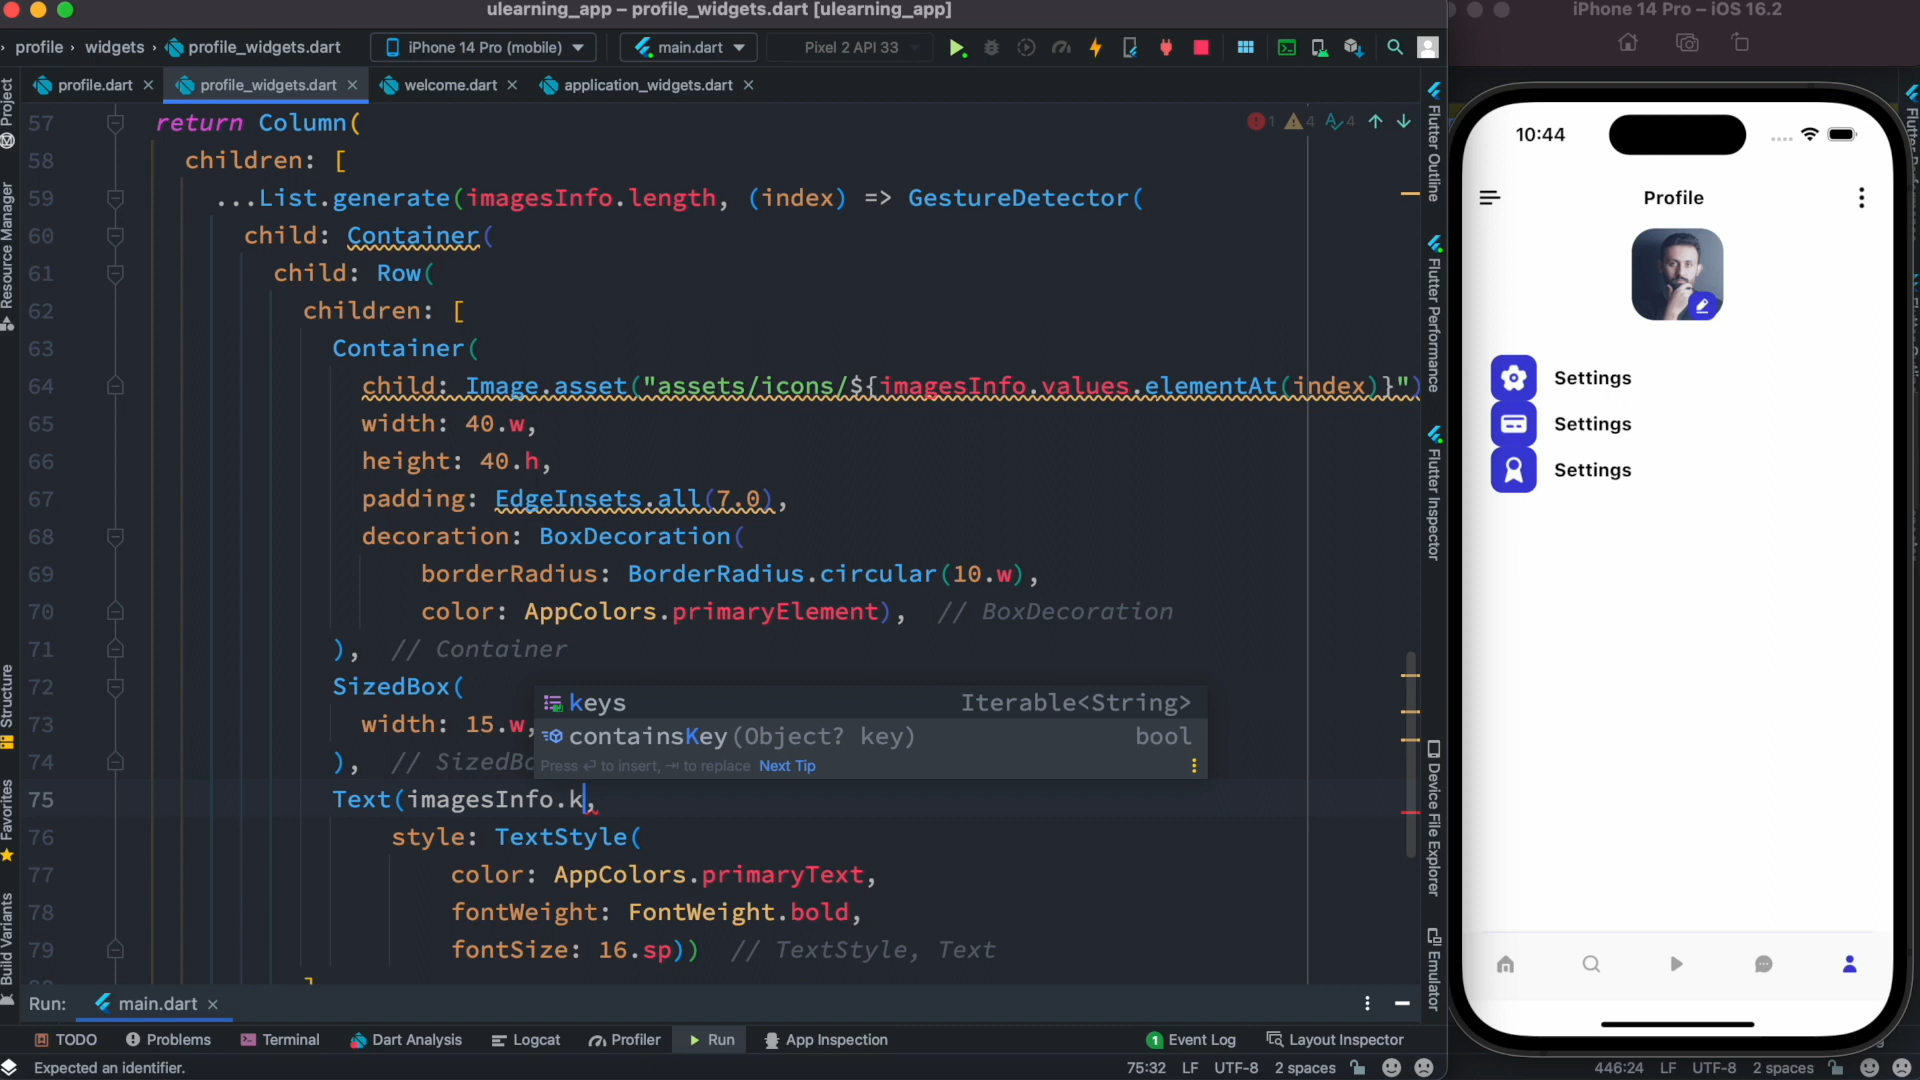 ulearning_app – profile_widgets.dart [ulearning_app]
iPhone 14 Pro – iOS 16.2
profile › widgets › profile_widgets.dart
iPhone 14 Pro (mobile)
main.dart
Pixel 2 API 33
profile.dart
profile_widgets.dart
welcome.dart
application_widgets.dart
Project
Resource Manager
Structure
Favorites
Build Variants
57 return Column(
1 4 4
58 children: [
59 ...List.generate(imagesInfo.length, (index) => GestureDetector(
60 child: Container(
61 child: Row(
62 children: [
63 Container(
64 child: Image.asset("assets/icons/${imagesInfo.values.elementAt(index)}")
65 width: 40.w,
66 height: 40.h,
67 padding: EdgeInsets.all(7.0),
68 decoration: BoxDecoration(
69 borderRadius: BorderRadius.circular(10.w),
70 color: AppColors.primaryElement), // BoxDecoration
71 ), // Container
72 SizedBox(
73 width: 15.w,
74 ), // SizedBo
75 Text(imagesInfo.k,
76 style: TextStyle(
77 color: AppColors.primaryText,
78 fontWeight: FontWeight.bold,
79 fontSize: 16.sp)) // TextStyle, Text
]
keys Iterable<String>
containsKey(Object? key) bool
Press ⏎ to insert, ⇥ to replace Next Tip
Flutter Outline
Flutter Performance
Flutter Inspector
Device File Explorer
Emulator
10:44
Profile
Settings
Settings
Settings
Run: main.dart
TODO
Problems
Terminal
Dart Analysis
Logcat
Profiler
Run
App Inspection
1 Event Log
Layout Inspector
Expected an identifier.
75:32 LF UTF-8 2 spaces
446:24 LF UTF-8 2 spaces